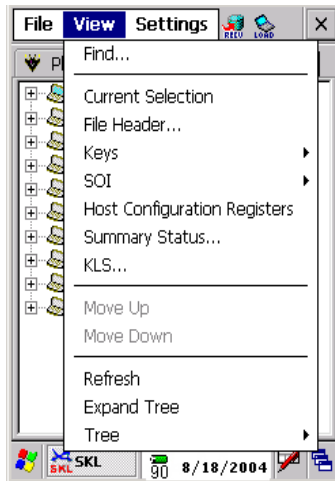 File View Settings RECV LOAD X
Pl
Find...
Current Selection
File Header...
Keys
SOI
Host Configuration Registers
Summary Status...
KLS...
Move Up
Move Down
Refresh
Expand Tree
Tree
SKL SKL 90 8/18/2004